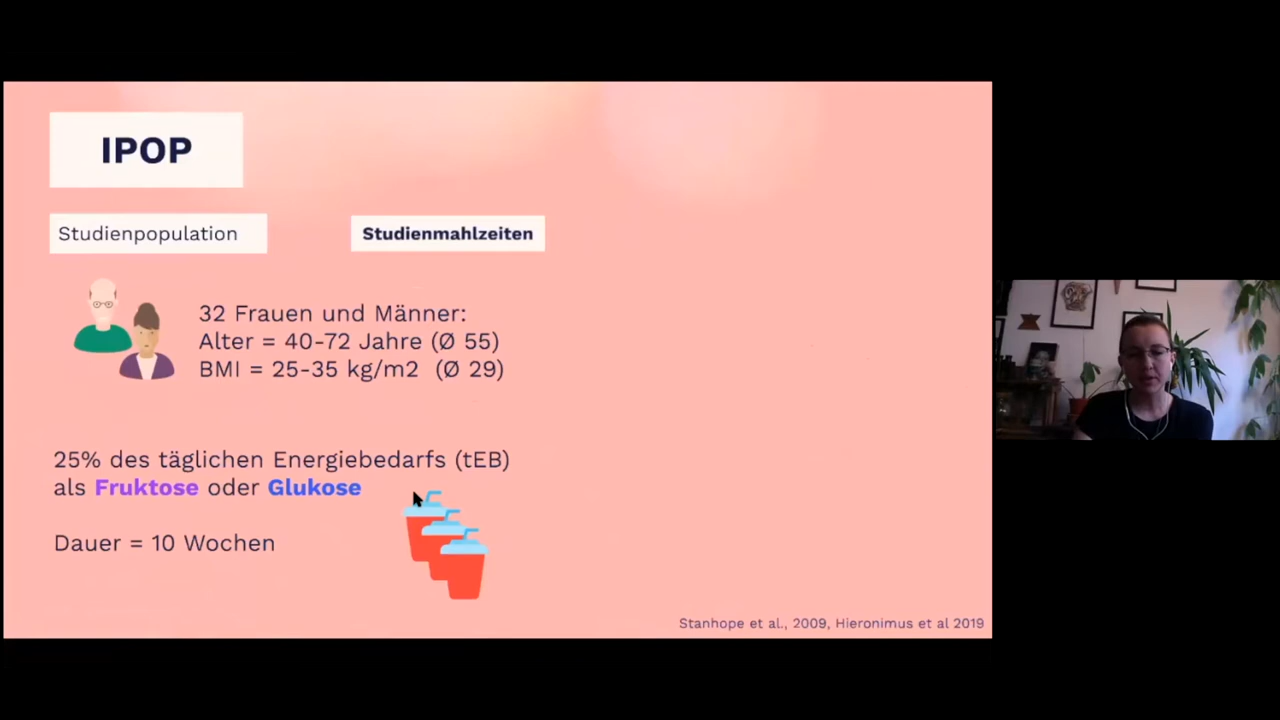 IPOP
Studienpopulation
Studienmahlzeiten
32 Frauen und Männer:
Alter = 40-72 Jahre (Ø 55)
BMI = 25-35 kg/m2 (Ø 29)
25% des täglichen Energiebedarfs (tEB)
als Fruktose oder Glukose
Dauer = 10 Wochen
Stanhope et al., 2009, Hieronimus et al 2019